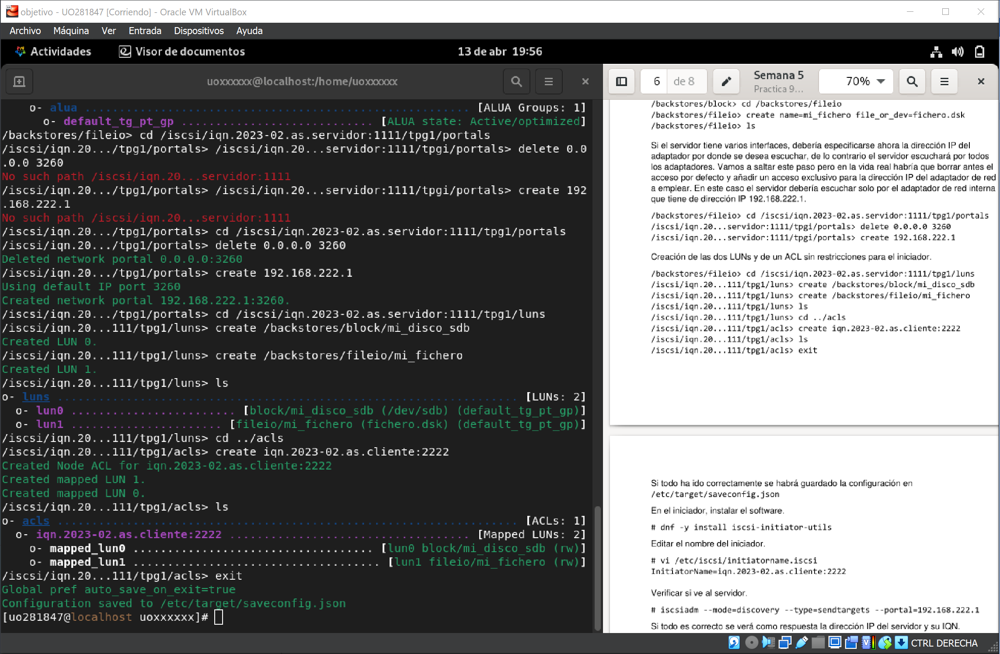 objetivo - UO281847 [Corriendo] - Oracle VM VirtualBox
Archivo Máquina Ver Entrada Dispositivos Ayuda
Actividades Visor de documentos 13 de abr 19:56
uoxxxxxx@localhost:/home/uoxxxxxx
o- alua ........................................................ [ALUA Groups: 1]
o- default_tg_pt_gp ............................ [ALUA state: Active/optimized]
/backstores/fileio> cd /iscsi/iqn.2023-02.as.servidor:1111/tpg1/portals
/iscsi/iqn.20.../tpg1/portals> /iscsi/iqn.20...servidor:1111/tpgi/portals> delete 0.0
.0.0 3260
No such path /iscsi/iqn.20...servidor:1111
/iscsi/iqn.20.../tpg1/portals> /iscsi/iqn.20...servidor:1111/tpgi/portals> create 192
.168.222.1
No such path /iscsi/iqn.20...servidor:1111
/iscsi/iqn.20.../tpg1/portals> cd /iscsi/iqn.2023-02.as.servidor:1111/tpg1/portals
/iscsi/iqn.20.../tpg1/portals> delete 0.0.0.0 3260
Deleted network portal 0.0.0.0:3260
/iscsi/iqn.20.../tpg1/portals> create 192.168.222.1
Using default IP port 3260
Created network portal 192.168.222.1:3260.
/iscsi/iqn.20.../tpg1/portals> cd /iscsi/iqn.2023-02.as.servidor:1111/tpg1/luns
/iscsi/iqn.20...111/tpg1/luns> create /backstores/block/mi_disco_sdb
Created LUN 0.
/iscsi/iqn.20...111/tpg1/luns> create /backstores/fileio/mi_fichero
Created LUN 1.
/iscsi/iqn.20...111/tpg1/luns> ls
o- luns ................................................................... [LUNs: 2]
o- lun0 ........................ [block/mi_disco_sdb (/dev/sdb) (default_tg_pt_gp)]
o- lun1 ...................... [fileio/mi_fichero (fichero.dsk) (default_tg_pt_gp)]
/iscsi/iqn.20...111/tpg1/luns> cd ../acls
/iscsi/iqn.20...111/tpg1/acls> create iqn.2023-02.as.cliente:2222
Created Node ACL for iqn.2023-02.as.cliente:2222
Created mapped LUN 1.
Created mapped LUN 0.
/iscsi/iqn.20...111/tpg1/acls> ls
o- acls ................................................................... [ACLs: 1]
o- iqn.2023-02.as.cliente:2222 ................................... [Mapped LUNs: 2]
o- mapped_lun0 ................................... [lun0 block/mi_disco_sdb (rw)]
o- mapped_lun1 .................................... [lun1 fileio/mi_fichero (rw)]
/iscsi/iqn.20...111/tpg1/acls> exit
Global pref auto_save_on_exit=true
Configuration saved to /etc/target/saveconfig.json
[uo281847@localhost uoxxxxxx]#
6 de 8 Semana 5 70%
Practica 9...
/backstores/block> cd /backstores/fileio
/backstores/fileio> create name=mi_fichero file_or_dev=fichero.dsk
/backstores/fileio> ls
Si el servidor tiene varios interfaces, debería especificarse ahora la dirección IP del
adaptador por donde se desea escuchar, de lo contrario el servidor escuchará por todos
los adaptadores. Vamos a saltar este paso pero en la vida real habría que borrar antes el
acceso por defecto y añadir un acceso exclusivo para la dirección IP del adaptador de red
a emplear. En este caso el servidor debería escuchar solo por el adaptador de red interna
que tiene de dirección IP 192.168.222.1.
/backstores/fileio> cd /iscsi/iqn.2023-02.as.servidor:1111/tpg1/portals
/iscsi/iqn.20...servidor:1111/tpgi/portals> delete 0.0.0.0 3260
/iscsi/iqn.20...servidor:1111/tpgi/portals> create 192.168.222.1
Creación de las dos LUNs y de un ACL sin restricciones para el iniciador.
/backstores/fileio> cd /iscsi/iqn.2023-02.as.servidor:1111/tpg1/luns
/iscsi/iqn.20...111/tpg1/luns> create /backstores/block/mi_disco_sdb
/iscsi/iqn.20...111/tpg1/luns> create /backstores/fileio/mi_fichero
/iscsi/iqn.20...111/tpg1/luns> ls
/iscsi/iqn.20...111/tpg1/luns> cd ../acls
/iscsi/iqn.20...111/tpg1/acls> create iqn.2023-02.as.cliente:2222
/iscsi/iqn.20...111/tpg1/acls> ls
/iscsi/iqn.20...111/tpg1/acls> exit
Si todo ha ido correctamente se habrá guardado la configuración en
/etc/target/saveconfig.json
En el iniciador, instalar el software.
# dnf -y install iscsi-initiator-utils
Editar el nombre del iniciador.
# vi /etc/iscsi/initiatorname.iscsi
InitiatorName=iqn.2023-02.as.cliente:2222
Verificar si ve al servidor.
# iscsiadm --mode=discovery --type=sendtargets --portal=192.168.222.1
Si todo es correcto se verá como respuesta la dirección IP del servidor y su IQN.
CTRL DERECHA